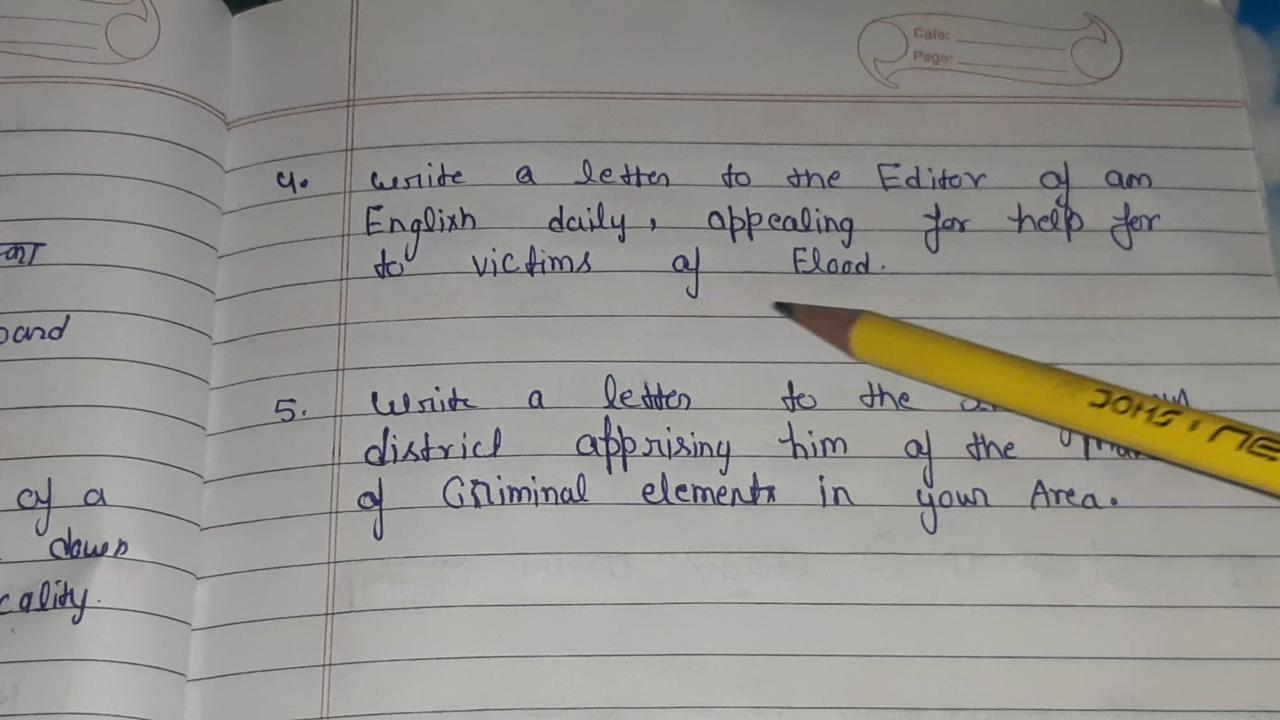 का
oard
of a
down
cality.
Date:
Page:
4. Write a letter to the Editor of an
English daily, appealing for help for
to victims of Flood.
5. Write a letter to the
district apprising him of the
of Criminal elements in your Area.